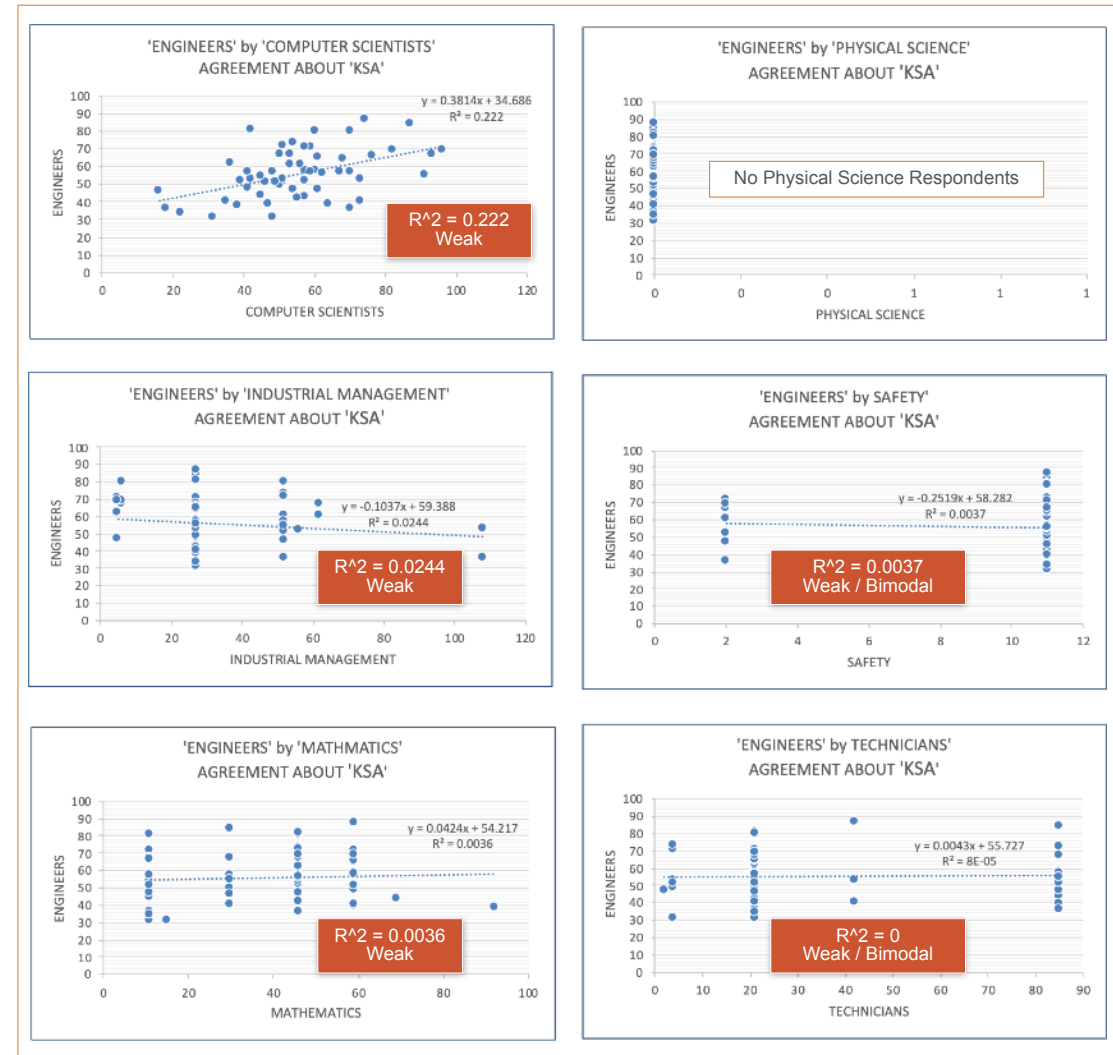 'ENGINEERS' by 'COMPUTER SCIENTISTS'
AGREEMENT ABOUT 'KSA'
y = 0.3814x + 34.686
R² = 0.222
100
90
80
70
60
50
40
30
20
10
0
ENGINEERS
R^2 = 0.222
Weak
0 20 40 60 80 100 120
COMPUTER SCIENTISTS
'ENGINEERS' by 'PHYSICAL SCIENCE'
AGREEMENT ABOUT 'KSA'
100
90
80
70
60
50
40
30
20
10
0
ENGINEERS
No Physical Science Respondents
0 0 0 1 1 1
PHYSICAL SCIENCE
'ENGINEERS' by 'INDUSTRIAL MANAGEMENT'
AGREEMENT ABOUT 'KSA'
100
90
80
70
60
50
40
30
20
10
0
ENGINEERS
y = -0.1037x + 59.388
R² = 0.0244
R^2 = 0.0244
Weak
0 20 40 60 80 100 120
INDUSTRIAL MANAGEMENT
'ENGINEERS' by SAFETY'
AGREEMENT ABOUT 'KSA'
100
90
80
70
60
50
40
30
20
10
0
ENGINEERS
y = -0.2519x + 58.282
R² = 0.0037
R^2 = 0.0037
Weak / Bimodal
0 2 4 6 8 10 12
SAFETY
'ENGINEERS' by 'MATHMATICS'
AGREEMENT ABOUT 'KSA'
100
90
80
70
60
50
40
30
20
10
0
ENGINEERS
y = 0.0424x + 54.217
R² = 0.0036
R^2 = 0.0036
Weak
0 20 40 60 80 100
MATHEMATICS
'ENGINEERS' by TECHNICIANS'
AGREEMENT ABOUT 'KSA'
100
90
80
70
60
50
40
30
20
10
0
ENGINEERS
y = 0.0043x + 55.727
R² = 8E-05
R^2 = 0
Weak / Bimodal
0 10 20 30 40 50 60 70 80 90
TECHNICIANS